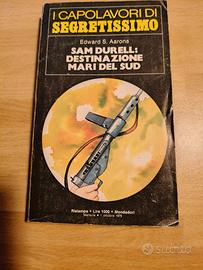 I CAPOLAVORI DI
SEGRETISSIMO
Edward S. Aarons
SAM DURELL:
DESTINAZIONE
MARI DEL SUD
Ristampa • Lire 1000 • Mondadori
subito